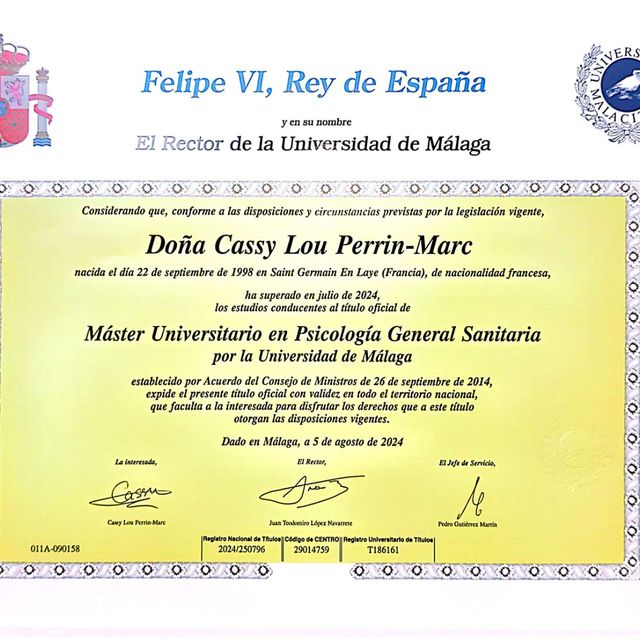 Felipe VI, Rey de España
y en su nombre
El Rector de la Universidad de Málaga
UNIVERS
MALACI
Considerando que, conforme a las disposiciones y circunstancias previstas por la legislación vigente,
Doña Cassy Lou Perrin-Marc
nacida el día 22 de septiembre de 1998 en Saint Germain En Laye (Francia), de nacionalidad francesa,
ha superado en julio de 2024,
los estudios conducentes al título oficial de
Máster Universitario en Psicología General Sanitaria
por la Universidad de Málaga
establecido por Acuerdo del Consejo de Ministros de 26 de septiembre de 2014,
expide el presente título oficial con validez en todo el territorio nacional,
que faculta a la interesada para disfrutar los derechos que a este título
otorgan las disposiciones vigentes.
Dado en Málaga, a 5 de agosto de 2024
La interesada, El Rector, El Jefe de Servicio,
Cassy
Cassy Lou Perrin-Marc Juan Teodomiro López Navarrete Pedro Gutiérrez Martín
Registro Nacional de Títulos Código de CENTRO Registro Universitario de Títulos
011A-090158 2024/250796 29014759 T186161